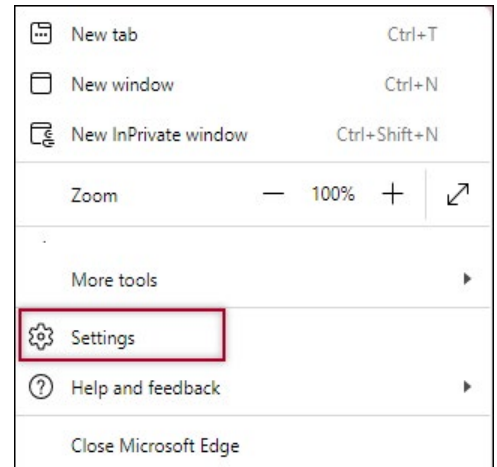 New tab Ctrl+T
New window Ctrl+N
New InPrivate window Ctrl+Shift+N
Zoom — 100% +
More tools
Settings
Help and feedback
Close Microsoft Edge